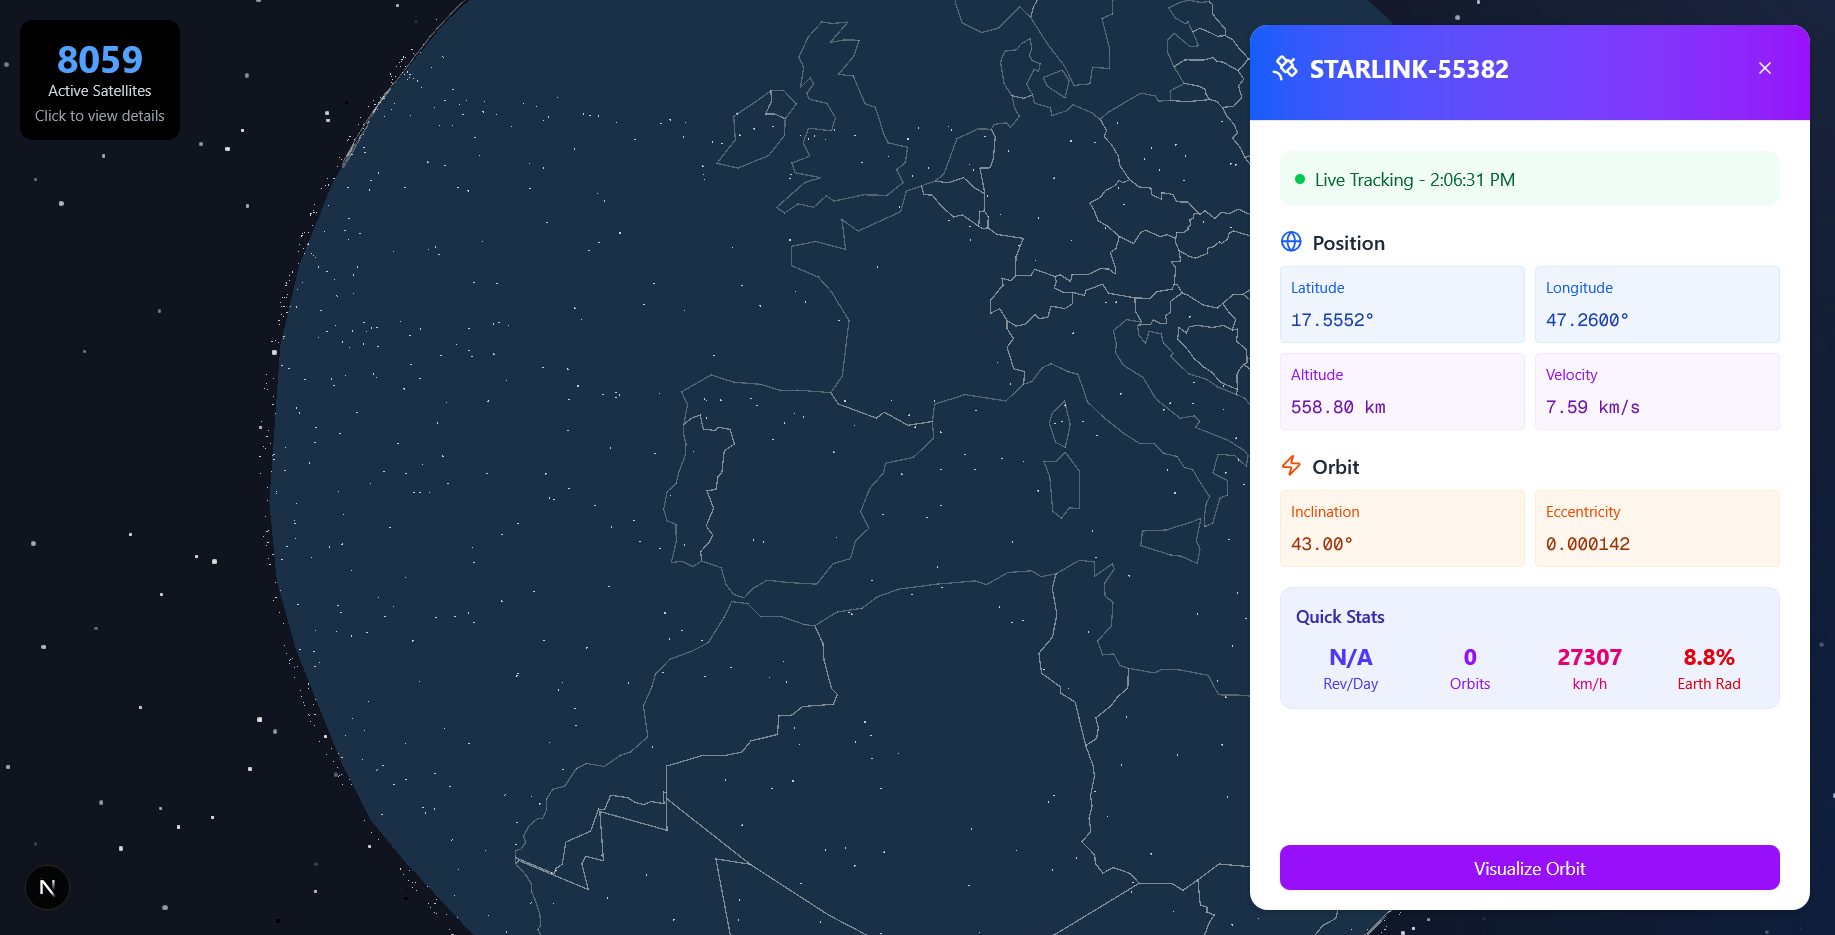 8059
Active Satellites
Click to view details
STARLINK-55382
Live Tracking - 2:06:31 PM
Position
Latitude
17.5552°
Longitude
47.2600°
Altitude
558.80 km
Velocity
7.59 km/s
Orbit
Inclination
43.00°
Eccentricity
0.000142
Quick Stats
N/A
Rev/Day
0
Orbits
27307
km/h
8.8%
Earth Rad
Visualize Orbit
N